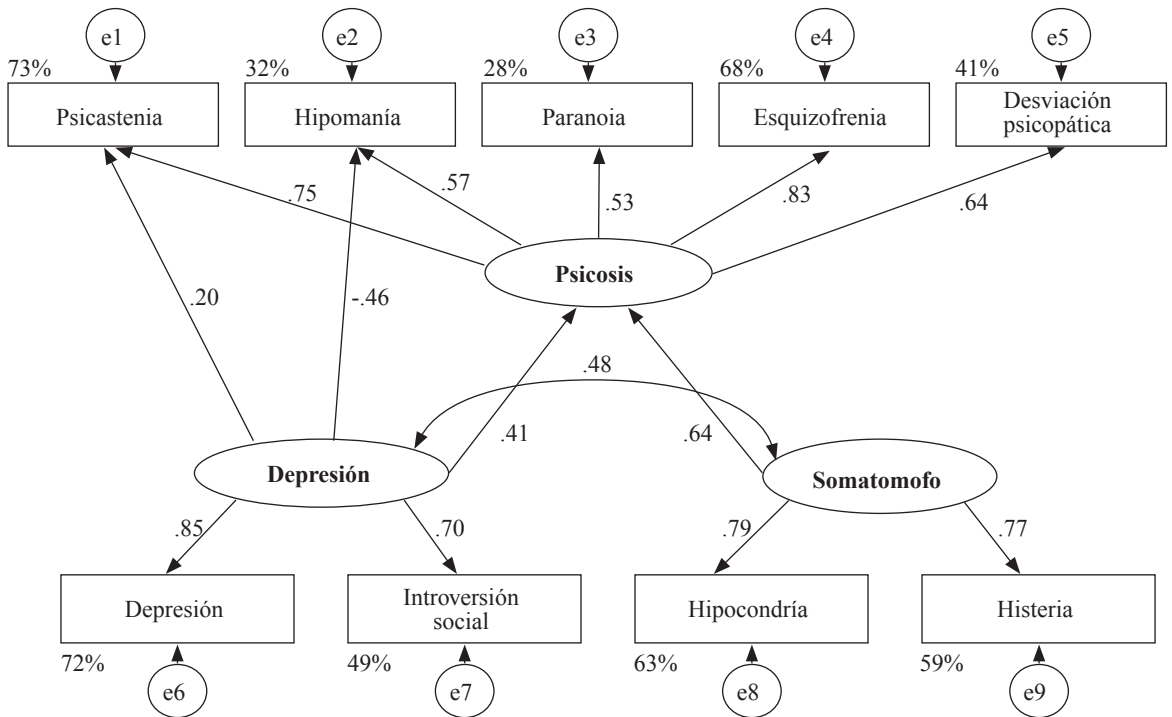 e1
e2
e3
e4
e5
73%
32%
28%
68%
41%
Psicastenia
Hipomanía
Paranoia
Esquizofrenia
Desviación
psicopática
.75
.57
.53
.83
.64
Psicosis
.20
-.46
.48
.41
.64
Depresión
Somatomofo
.85
.70
.79
.77
Depresión
Introversión
social
Hipocondría
Histeria
72%
49%
63%
59%
e6
e7
e8
e9